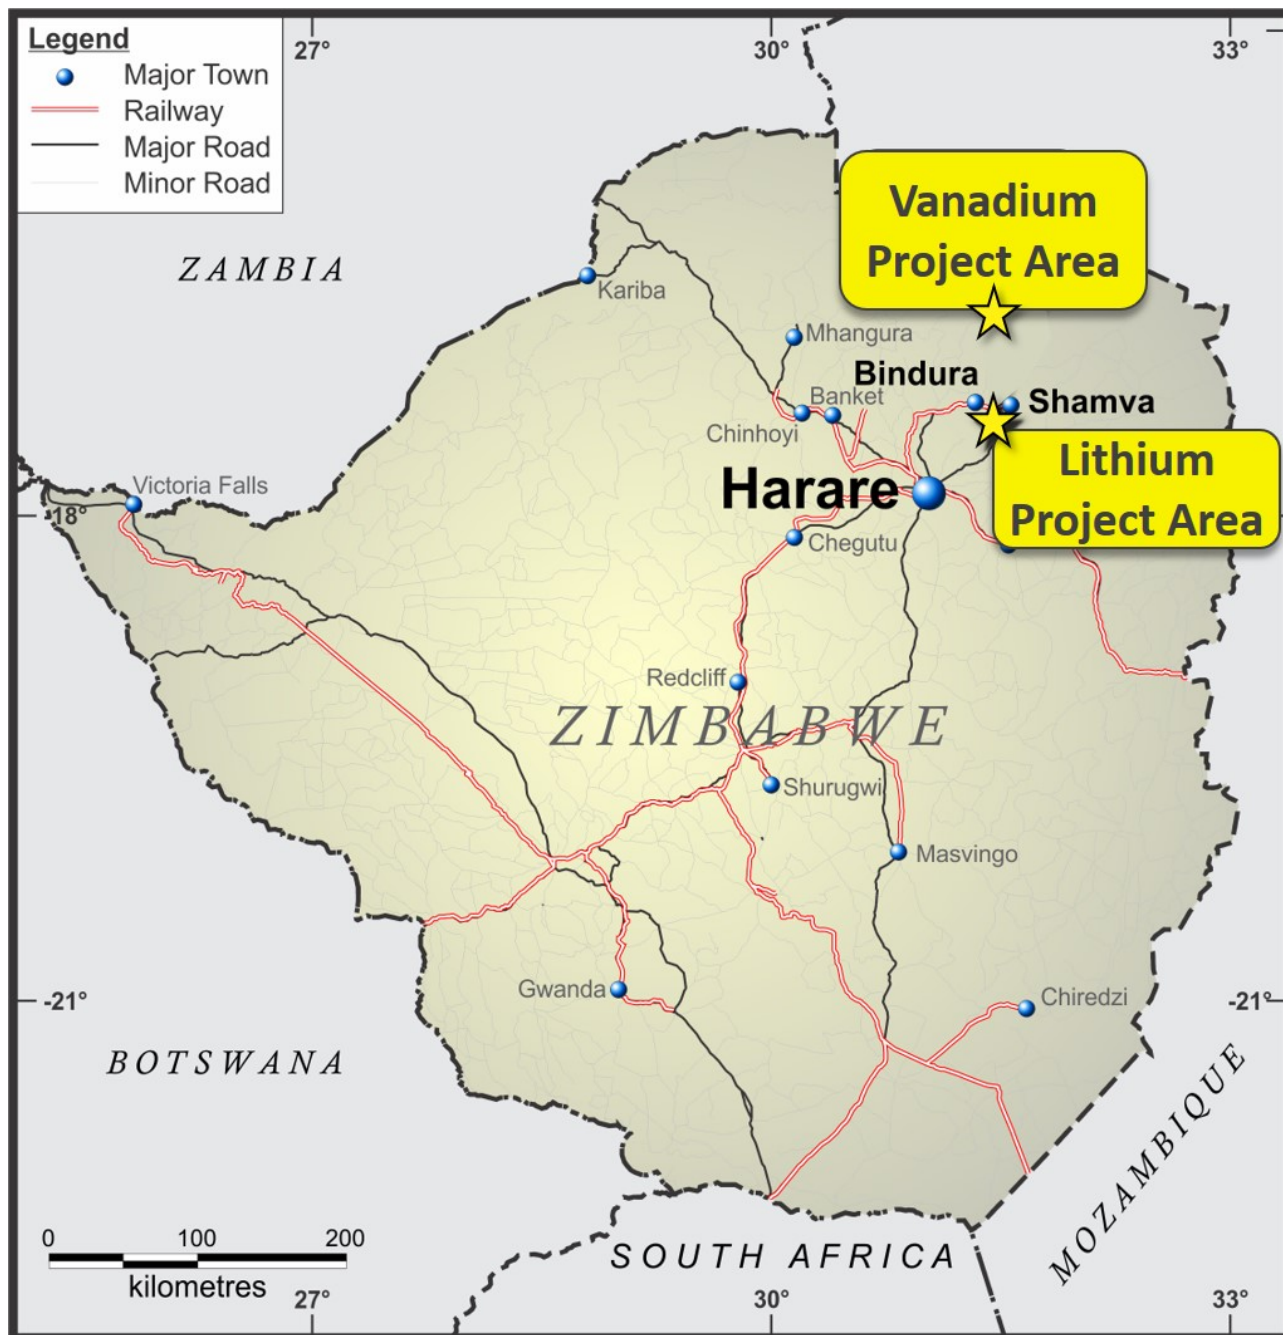 Legend
Major Town
Railway
Major Road
Minor Road
27°
30°
33°
Vanadium
Project Area
ZAMBIA
Kariba
Mhangura
Bindura
Banket
Shamva
Chinhoyi
Lithium
Project Area
Harare
Victoria Falls
-18°
Chegutu
Redcliff
ZIMBABWE
Shurugwi
Masvingo
Gwanda
Chiredzi
-21°
-21°
BOTSWANA
MOZAMBIQUE
SOUTH AFRICA
0 100 200
kilometres
27°
30°
33°